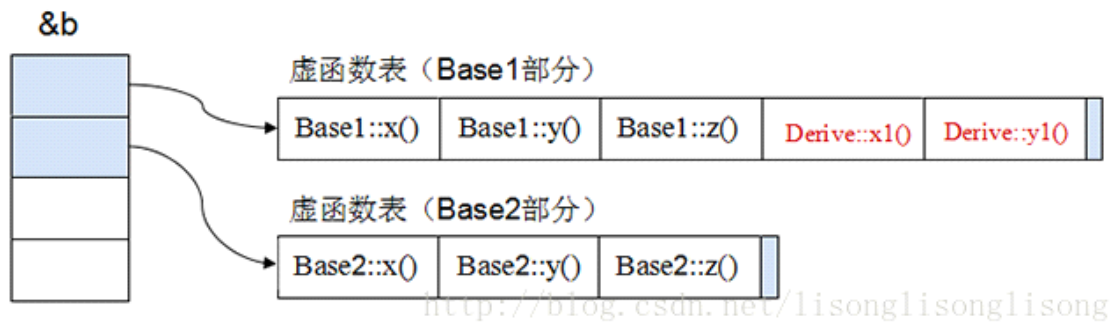 &b
虚函数表（Base1部分）
Base1::x() Base1::y() Base1::z() Derive::x1() Derive::y1()
虚函数表（Base2部分）
Base2::x() Base2::y() Base2::z()
http://blog.csdn.net/lisonglisonglisong